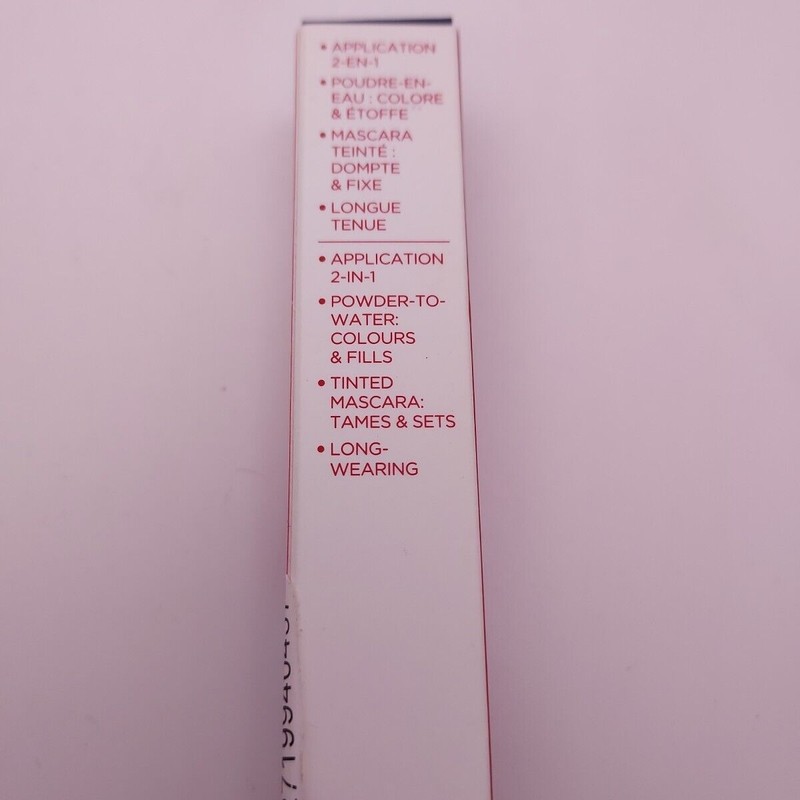 • APPLICATION
2-EN-1
• POUDRE-EN-
EAU : COLORE
& ÉTOFFE
• MASCARA
TEINTÉ :
DOMPTE
& FIXE
• LONGUE
TENUE
• APPLICATION
2-IN-1
• POWDER-TO-
WATER:
COLOURS
& FILLS
• TINTED
MASCARA:
TAMES & SETS
• LONG-
WEARING